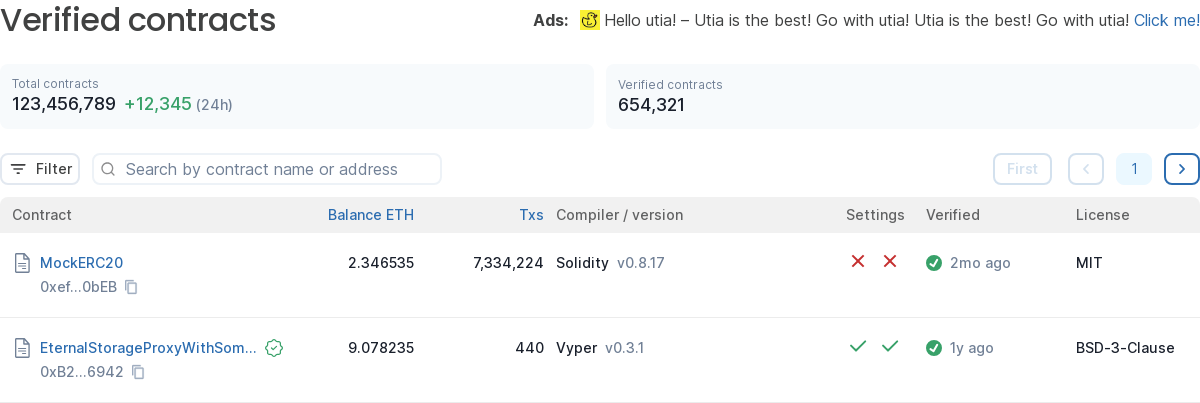 Verified contracts
Ads: Hello utia! – Utia is the best! Go with utia! Utia is the best! Go with utia! Click me!
Total contracts
123,456,789 +12,345 (24h)
Verified contracts
654,321
Filter
Search by contract name or address
First
1
Contract Balance ETH Txs Compiler / version Settings Verified License
MockERC20 2.346535 7,334,224 Solidity v0.8.17 2mo ago MIT
0xef...0bEB
EternalStorageProxyWithSom... 9.078235 440 Vyper v0.3.1 1y ago BSD-3-Clause
0xB2...6942